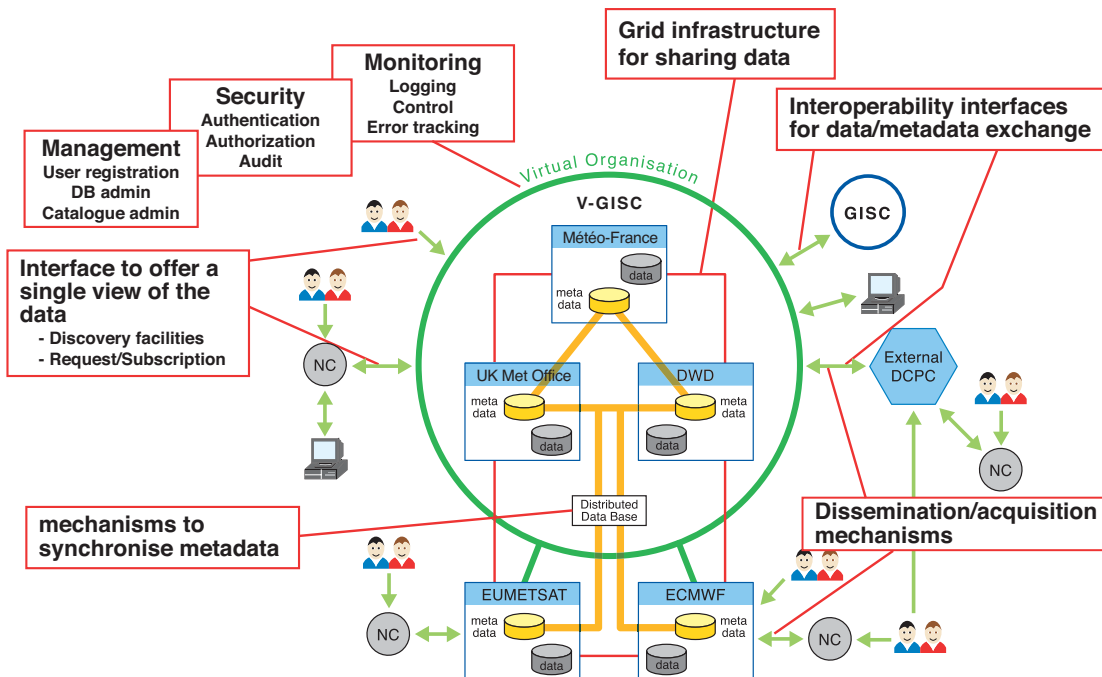 Monitoring
Logging
Control
Error tracking
Security
Authentication
Authorization
Audit
Management
User registration
DB admin
Catalogue admin
Grid infrastructure
for sharing data
Interoperability interfaces
for data/metadata exchange
Virtual Organisation
V-GISC
GISC
Météo-France
data
meta
data
Interface to offer a
single view of the
data
- Discovery facilities
- Request/Subscription
NC
UK Met Office
meta
data
data
DWD
meta
data
data
External
DCPC
NC
mechanisms to
synchronise metadata
Distributed
Data Base
Dissemination/acquisition
mechanisms
NC
EUMETSAT
meta
data
data
ECMWF
meta
data
data
NC